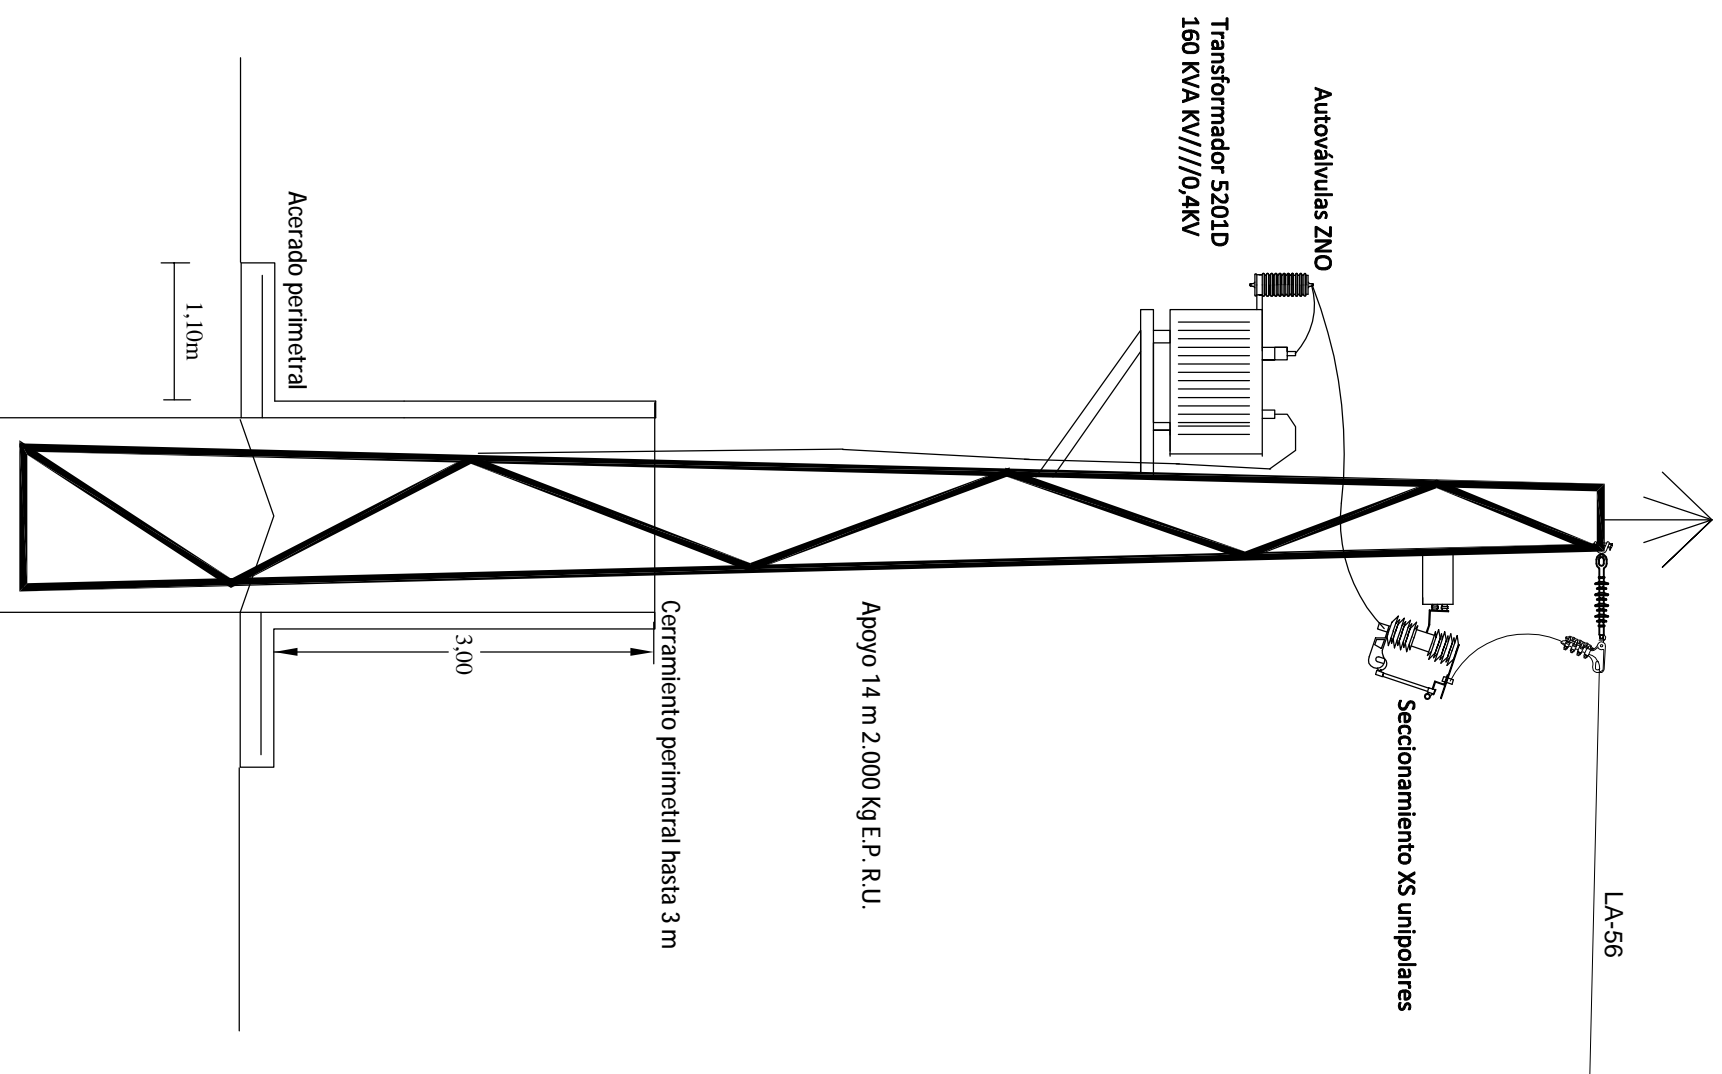 LA-56
Seccionamiento XS unipolares
Autoválvulas ZNO
Transformador 5201D
160 KVA KV////0,4KV
Apoyo 14 m 2.000 Kg E.P. R.U.
Cerramiento perimetral hasta 3 m
3,00
Acerado perimetral
1,10m